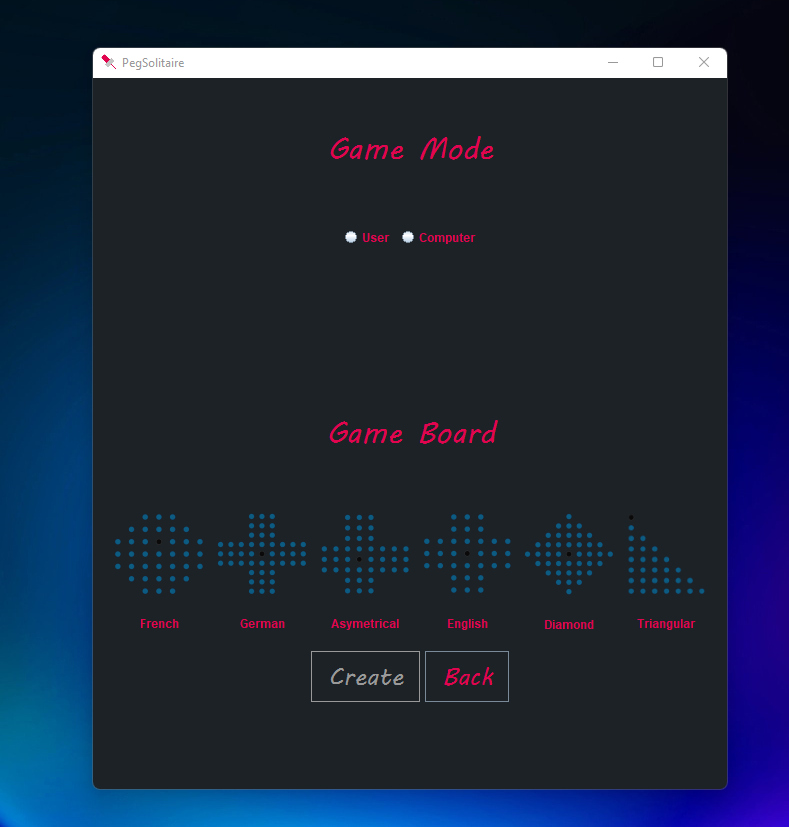 PegSolitaire
Game Mode
User Computer
Game Board
French German Asymetrical English Diamond Triangular
Create Back